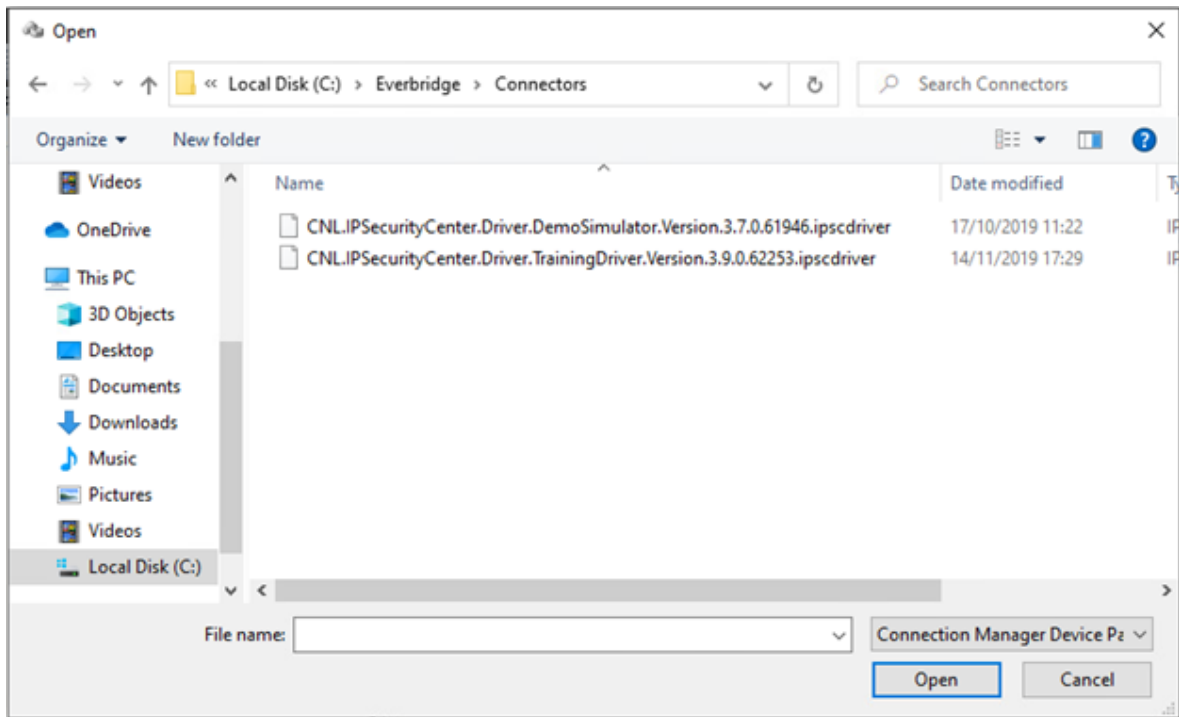 Open
« Local Disk (C:) > Everbridge > Connectors
Search Connectors
Organize
New folder
Name
Date modified
Ty
CNL.IPSecurityCenter.Driver.DemoSimulator.Version.3.7.0.61946.ipscdriver
17/10/2019 11:22
IP
CNL.IPSecurityCenter.Driver.TrainingDriver.Version.3.9.0.62253.ipscdriver
14/11/2019 17:29
IP
Videos
OneDrive
This PC
3D Objects
Desktop
Documents
Downloads
Music
Pictures
Videos
Local Disk (C:)
File name:
Connection Manager Device Pa
Open
Cancel